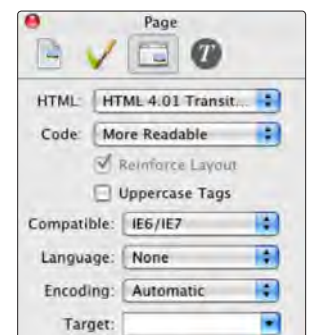 Page
T
HTML: HTML 4.01 Transit...
Code: More Readable
Reinforce Layout
Uppercase Tags
Compatible: IE6/IE7
Language: None
Encoding: Automatic
Target: